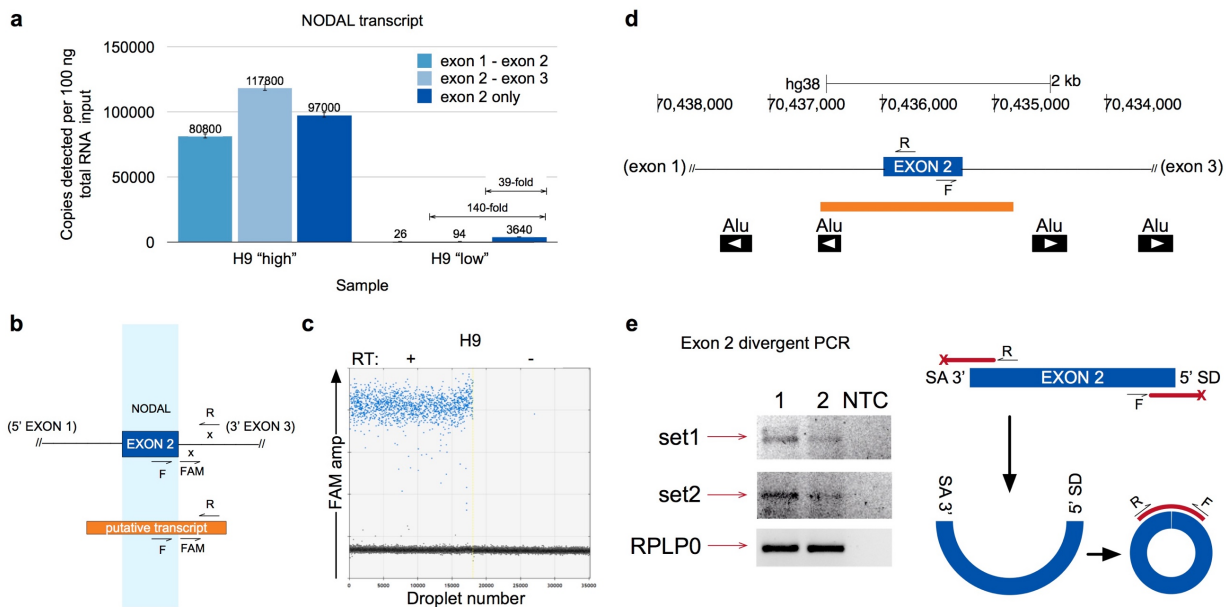 a
NODAL transcript
Copies detected per 100 ng
total RNA input
150000
100000
50000
0
exon 1 - exon 2
exon 2 - exon 3
exon 2 only
80800
117800
97000
39-fold
140-fold
26
94
3640
H9 “high”
H9 “low”
Sample
b
NODAL
R
x
(5’ EXON 1)
(3’ EXON 3)
EXON 2
x
F
FAM
R
putative transcript
F
FAM
c
H9
RT: + -
FAM amp
0 5000 10000 15000 20000 25000 30000 35000
Droplet number
d
hg38
2 kb
70,438,000 70,437,000 70,436,000 70,435,000 70,434,000
R
(exon 1)
EXON 2
(exon 3)
F
Alu Alu Alu Alu
e
Exon 2 divergent PCR
1 2 NTC
set1
set2
RPLP0
X
R
SA 3’
EXON 2
5’ SD
F
X
SA 3’
5’ SD
R
F